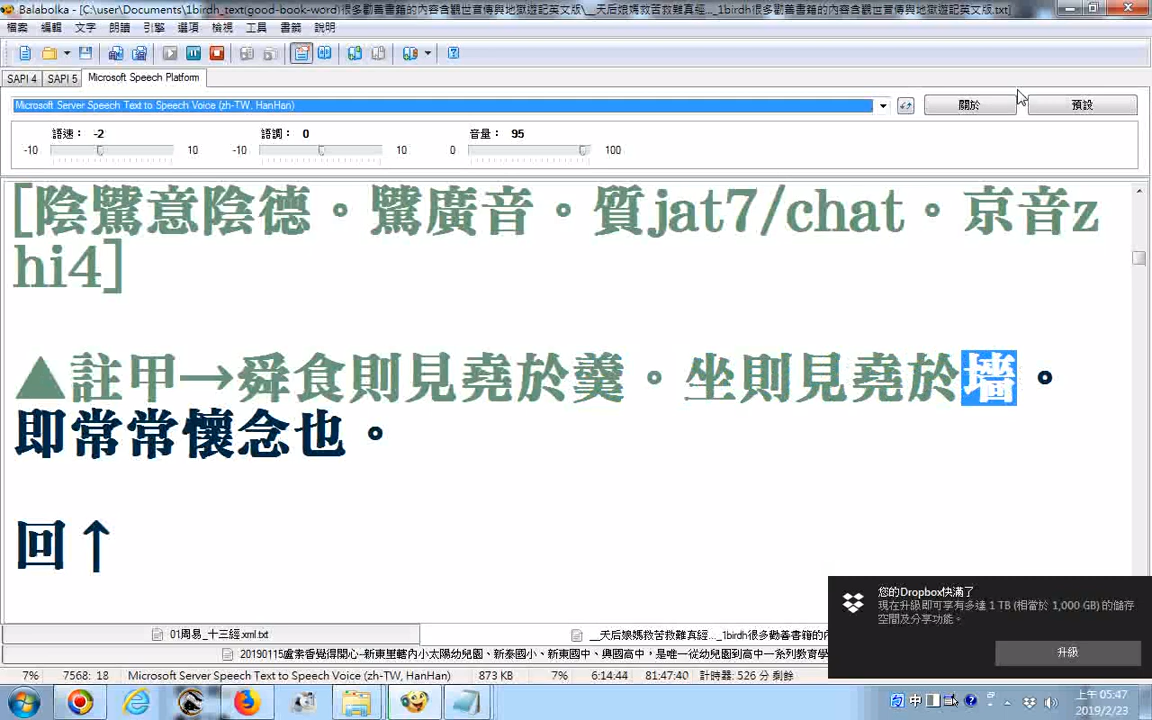 Balabolka - [C:\user\Documents\1birdh_text(good-book-word)很多勸善書籍的內容含觀世音傳與地獄遊記英文版\__天后娘媽救苦救難真經..._1birdh很多勸善書籍的內容含觀世音傳與地獄遊記英文版.txt]
檔案 編輯 文字 朗讀 引擎 選項 檢視 工具 書籤 說明
SAPI 4 SAPI 5 Microsoft Speech Platform
Microsoft Server Speech Text to Speech Voice (zh-TW, HanHan)
關於 預設
語速： -2 語調： 0 音量： 95
-10 10 -10 10 0 100
[陰騭意陰德。騭廣音。質jat7/chat。京音z
hi4]
▲註甲→舜食則見堯於羹。坐則見堯於墻。
即常常懷念也。
回↑
您的Dropbox快滿了
現在升級即可享有多達 1 TB (相當於 1,000 GB) 的儲存
空間及分享功能。
升級
01周易_十三經.xml.txt
__天后娘媽救苦救難真經..._1birdh很多勸善書籍的內
20190115盧素香覺得開心-新東里轄內小太陽幼兒園、新泰國小、新東國中、興國高中，是唯一從幼兒園到高中一系列教育學
7% 7568: 18 Microsoft Server Speech Text to Speech Voice (zh-TW, HanHan) 873 KB 7% 6:14:44 81:47:40 計時器: 526 分 剩餘
中
上午 05:47
2019/2/23